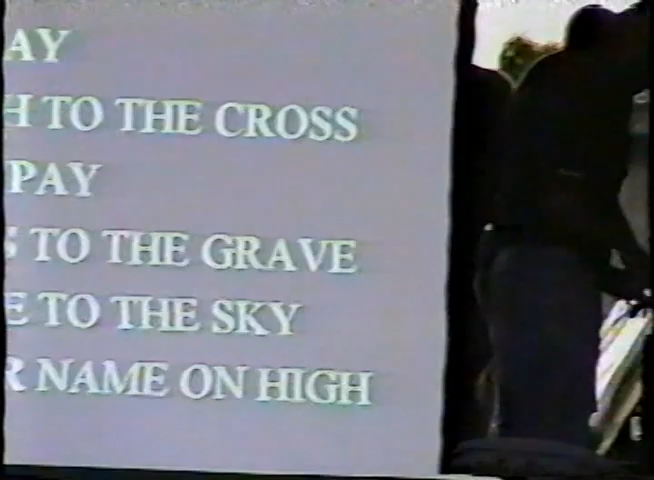 AY
H TO THE CROSS
PAY
S TO THE GRAVE
E TO THE SKY
R NAME ON HIGH